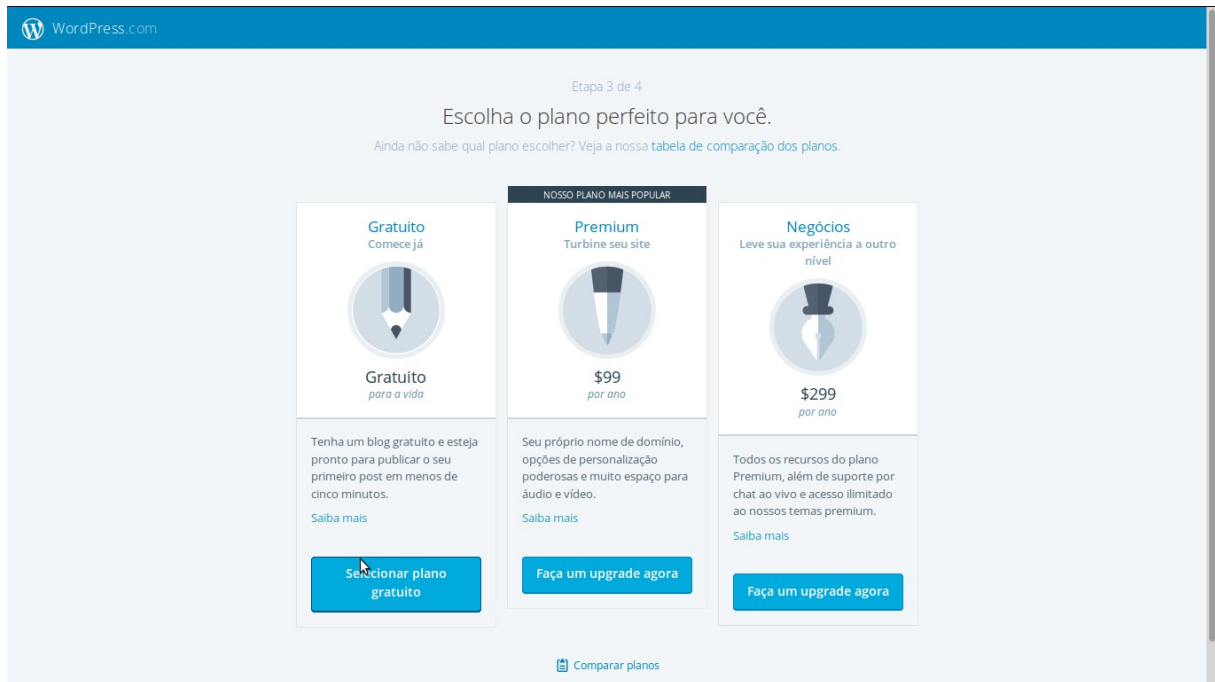 WordPress.com
Etapa 3 de 4
Escolha o plano perfeito para você.
Ainda não sabe qual plano escolher? Veja a nossa tabela de comparação dos planos.
Gratuito
Comece já
Gratuito
para a vida
Tenha um blog gratuito e esteja
pronto para publicar o seu
primeiro post em menos de
cinco minutos.
Saiba mais
Selecionar plano
gratuito
NOSSO PLANO MAIS POPULAR
Premium
Turbine seu site
$99
por ano
Seu próprio nome de domínio,
opções de personalização
poderosas e muito espaço para
áudio e vídeo.
Saiba mais
Faça um upgrade agora
Negócios
Leve sua experiência a outro
nível
$299
por ano
Todos os recursos do plano
Premium, além de suporte por
chat ao vivo e acesso ilimitado
ao nossos temas premium.
Saiba mais
Faça um upgrade agora
Comparar planos